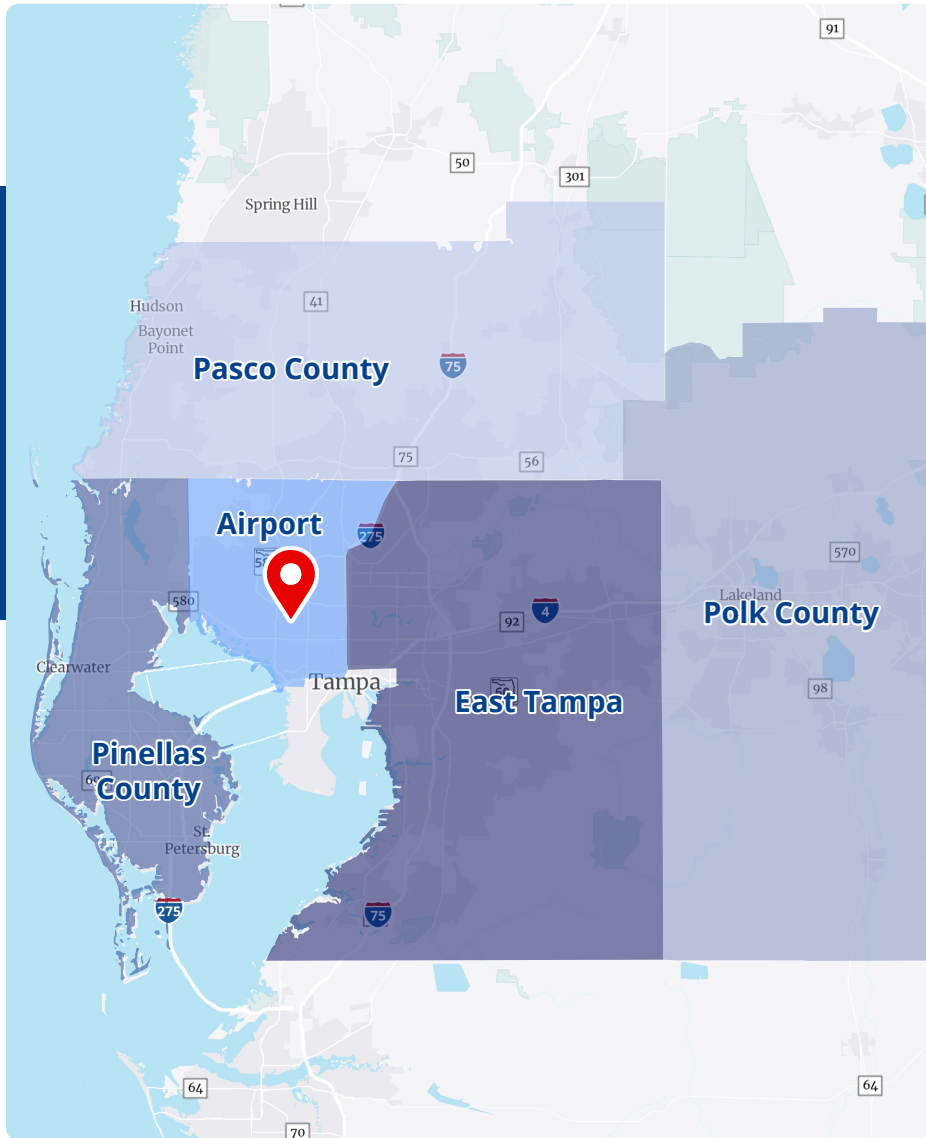 91
50
301
Spring Hill
41
Hudson
Bayonet
Point
Pasco County
75
75
56
Airport
275
570
580
92
4
Lakeland
Polk County
Clearwater
Tampa
98
East Tampa
Pinellas
County
St.
Petersburg
275
75
64
64
70